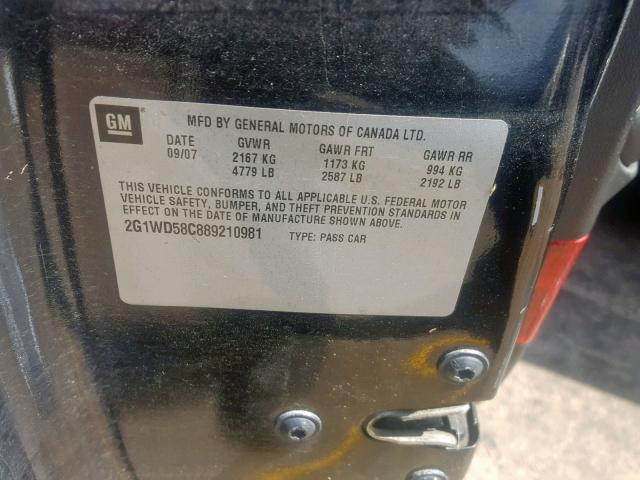 GM
MFD BY GENERAL MOTORS OF CANADA LTD.
DATE GVWR GAWR FRT GAWR RR
09/07 2167 KG 1173 KG 994 KG
4779 LB 2587 LB 2192 LB
THIS VEHICLE CONFORMS TO ALL APPLICABLE U.S. FEDERAL MOTOR
VEHICLE SAFETY, BUMPER, AND THEFT PREVENTION STANDARDS IN
EFFECT ON THE DATE OF MANUFACTURE SHOWN ABOVE.
2G1WD58C889210981 TYPE: PASS CAR